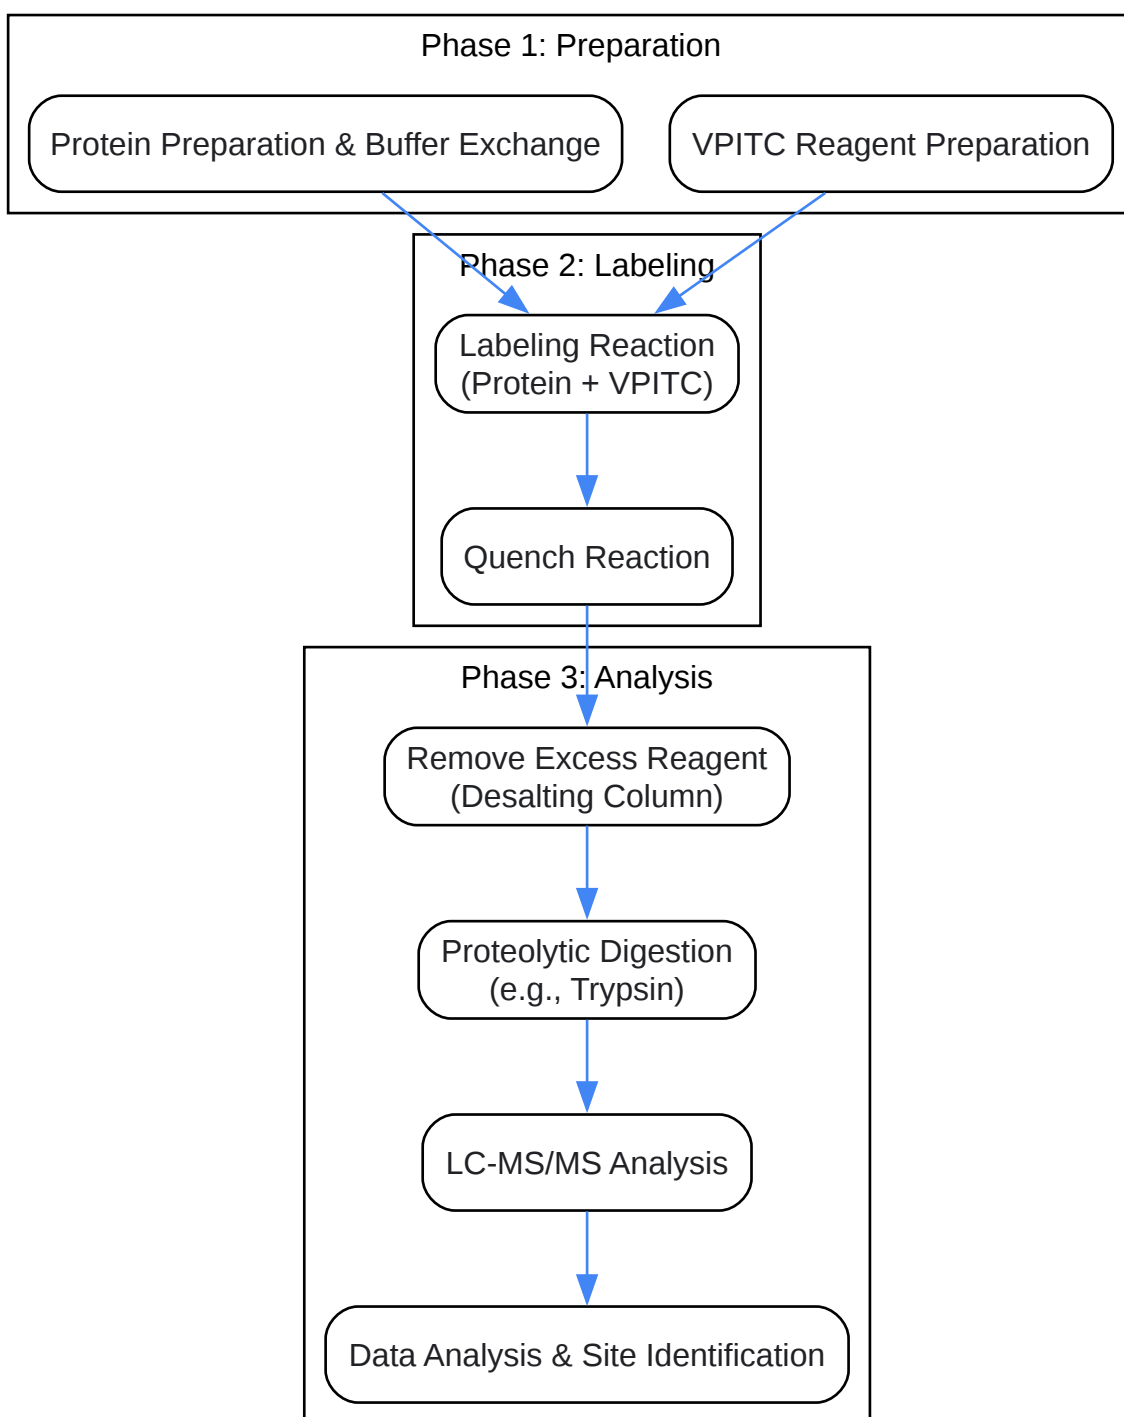 Phase 1: Preparation
Protein Preparation & Buffer Exchange
VPITC Reagent Preparation
Phase 2: Labeling
Labeling Reaction
(Protein + VPITC)
Quench Reaction
Phase 3: Analysis
Remove Excess Reagent
(Desalting Column)
Proteolytic Digestion
(e.g., Trypsin)
LC-MS/MS Analysis
Data Analysis & Site Identification